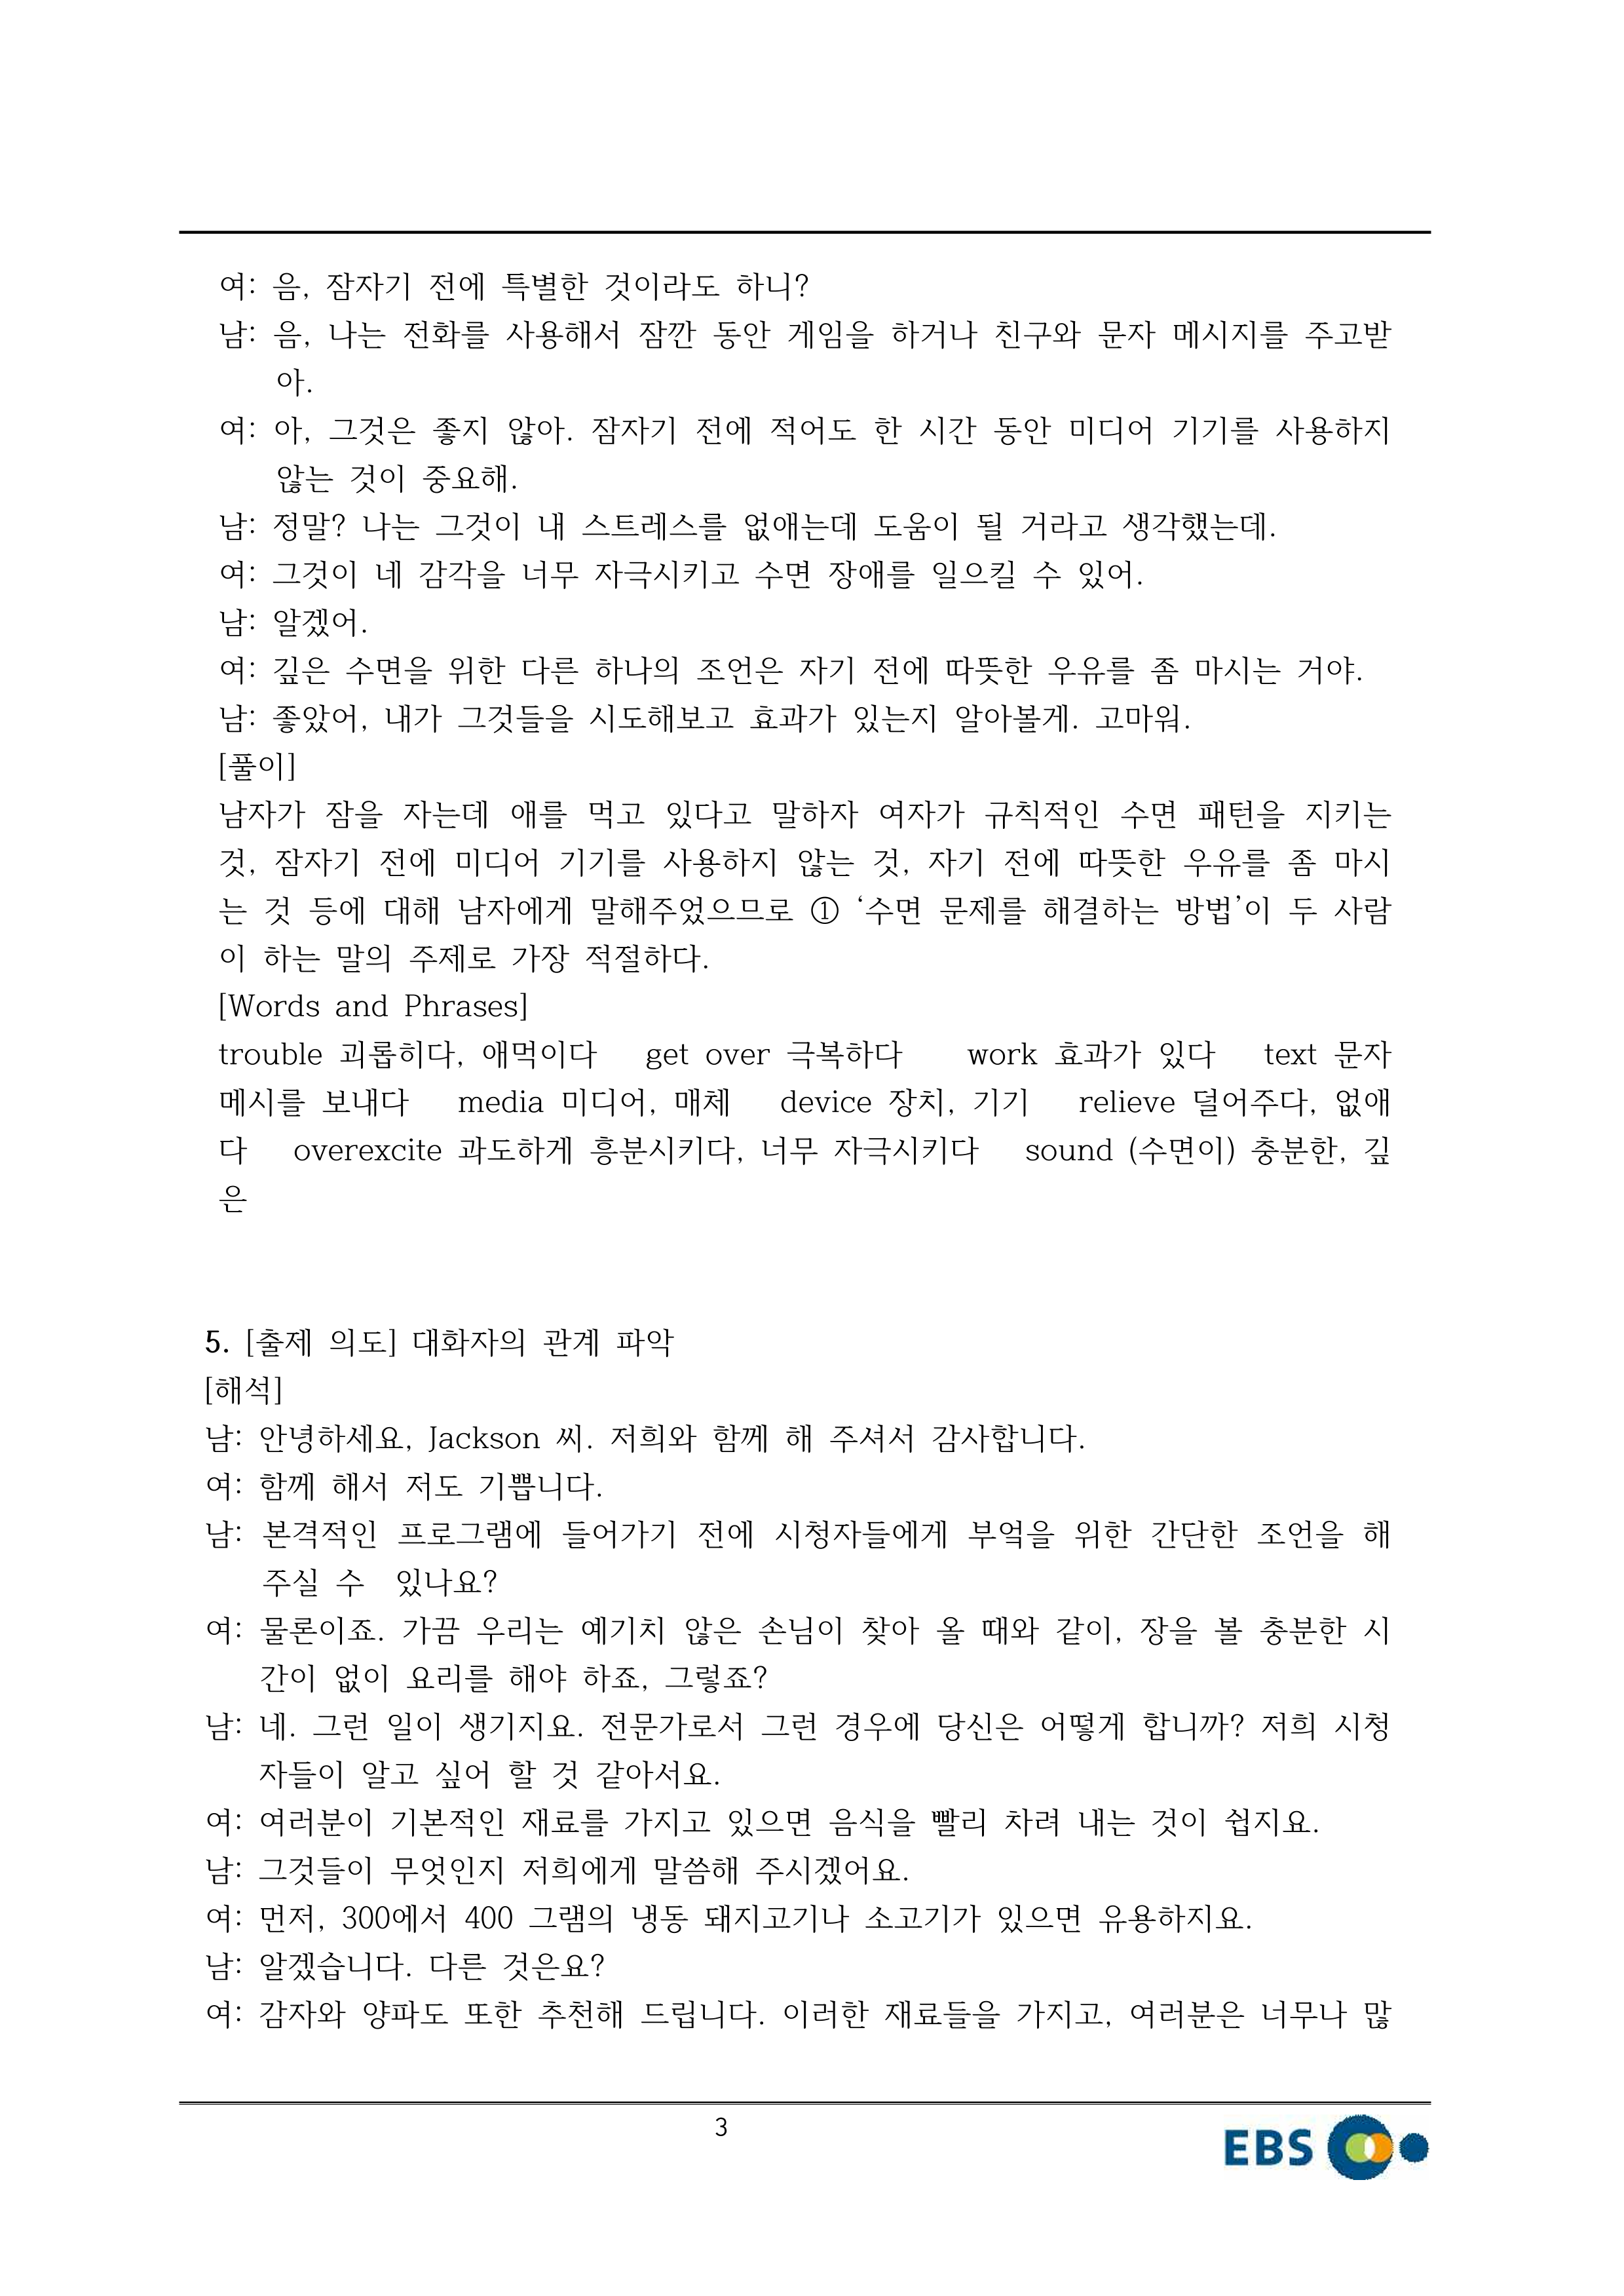 여: 음, 잠자기 전에 특별한 것이라도 하니?
남: 음, 나는 전화를 사용해서 잠깐 동안 게임을 하거나 친구와 문자 메시지를 주고받
아.
여: 아, 그것은 좋지 않아. 잠자기 전에 적어도 한 시간 동안 미디어 기기를 사용하지
않는 것이 중요해.
남: 정말? 나는 그것이 내 스트레스를 없애는데 도움이 될 거라고 생각했는데.
여: 그것이 네 감각을 너무 자극시키고 수면 장애를 일으킬 수 있어.
남: 알겠어.
여: 깊은 수면을 위한 다른 하나의 조언은 자기 전에 따뜻한 우유를 좀 마시는 거야.
남: 좋았어, 내가 그것들을 시도해보고 효과가 있는지 알아볼게. 고마워.
[풀이]
남자가 잠을 자는데 애를 먹고 있다고 말하자 여자가 규칙적인 수면 패턴을 지키는
것, 잠자기 전에 미디어 기기를 사용하지 않는 것, 자기 전에 따뜻한 우유를 좀 마시
는 것 등에 대해 남자에게 말해주었으므로 ① ‘수면 문제를 해결하는 방법’이 두 사람
이 하는 말의 주제로 가장 적절하다.
[Words and Phrases]
trouble 괴롭히다, 애먹이다 get over 극복하다 work 효과가 있다 text 문자
메시를 보내다 media 미디어, 매체 device 장치, 기기 relieve 덜어주다, 없애
다 overexcite 과도하게 흥분시키다, 너무 자극시키다 sound (수면이) 충분한, 깊
은
5. [출제 의도] 대화자의 관계 파악
[해석]
남: 안녕하세요, Jackson 씨. 저희와 함께 해 주셔서 감사합니다.
여: 함께 해서 저도 기쁩니다.
남: 본격적인 프로그램에 들어가기 전에 시청자들에게 부엌을 위한 간단한 조언을 해
주실 수 있나요?
여: 물론이죠. 가끔 우리는 예기치 않은 손님이 찾아 올 때와 같이, 장을 볼 충분한 시
간이 없이 요리를 해야 하죠, 그렇죠?
남: 네. 그런 일이 생기지요. 전문가로서 그런 경우에 당신은 어떻게 합니까? 저희 시청
자들이 알고 싶어 할 것 같아서요.
여: 여러분이 기본적인 재료를 가지고 있으면 음식을 빨리 차려 내는 것이 쉽지요.
남: 그것들이 무엇인지 저희에게 말씀해 주시겠어요.
여: 먼저, 300에서 400 그램의 냉동 돼지고기나 소고기가 있으면 유용하지요.
남: 알겠습니다. 다른 것은요?
여: 감자와 양파도 또한 추천해 드립니다. 이러한 재료들을 가지고, 여러분은 너무나 많
3
EBS